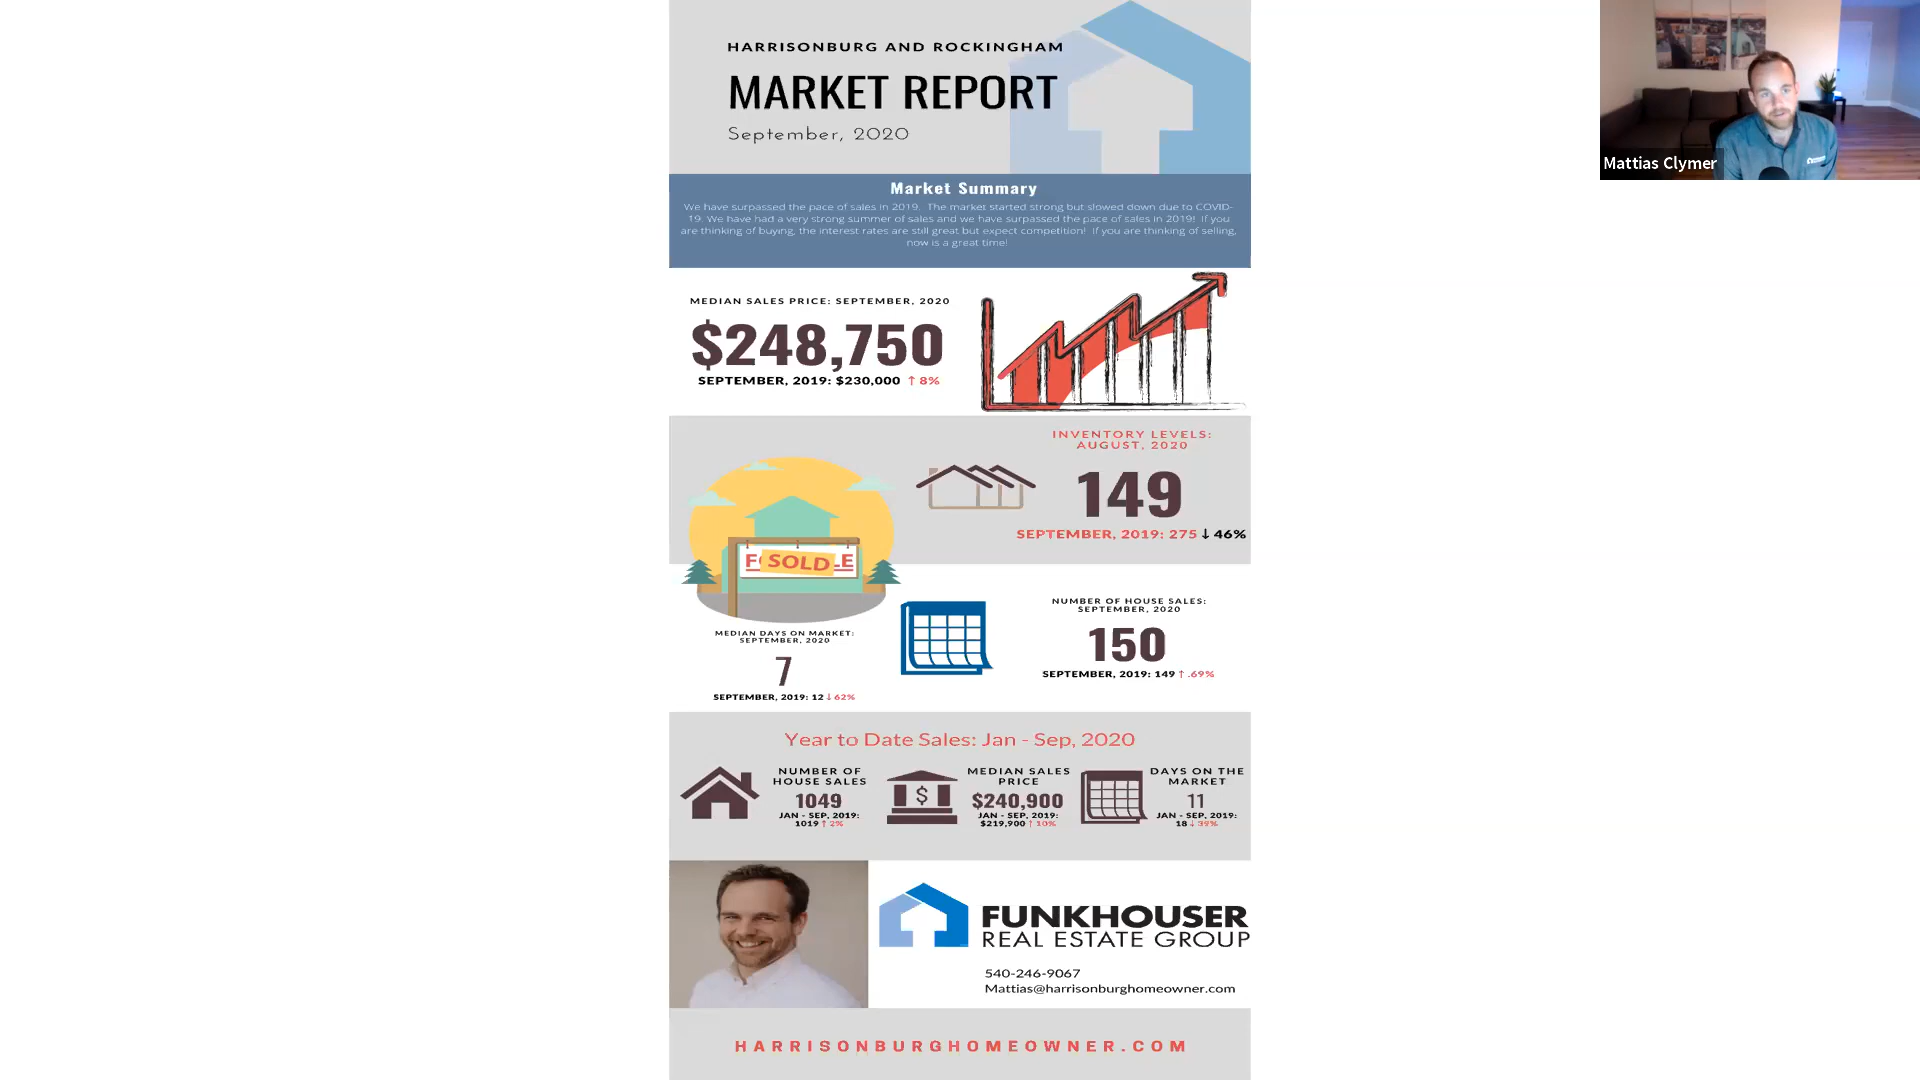 HARRISONBURG AND ROCKINGHAM
MARKET REPORT
September, 2020
Mattias Clymer
Market Summary
We have surpassed the pace of sales in 2019. The market started strong but slowed down due to COVID-
19. We have had a very strong summer of sales and we have surpassed the pace of sales in 2019! If you
are thinking of buying, the interest rates are still great but expect competition! If you are thinking of selling,
now is a great time!
MEDIAN SALES PRICE: SEPTEMBER, 2020
$248,750
SEPTEMBER, 2019: $230,000 ↑ 8%
INVENTORY LEVELS:
AUGUST, 2020
149
SEPTEMBER, 2019: 275 ↓ 46%
SOLD
MEDIAN DAYS ON MARKET:
SEPTEMBER, 2020
7
SEPTEMBER, 2019: 12 ↓ 62%
NUMBER OF HOUSE SALES:
SEPTEMBER, 2020
150
SEPTEMBER, 2019: 149 ↑ .69%
Year to Date Sales: Jan - Sep, 2020
NUMBER OF
HOUSE SALES
1049
JAN - SEP, 2019:
1019 ↑ 2%
$
MEDIAN SALES
PRICE
$240,900
JAN - SEP, 2019:
$219,900 ↑ 10%
DAYS ON THE
MARKET
11
JAN - SEP, 2019:
18 ↓ 39%
FUNKHOUSER
REAL ESTATE GROUP
540-246-9067
Mattias@harrisonburghomeowner.com
HARRISONBURGHOMEOWNER.COM